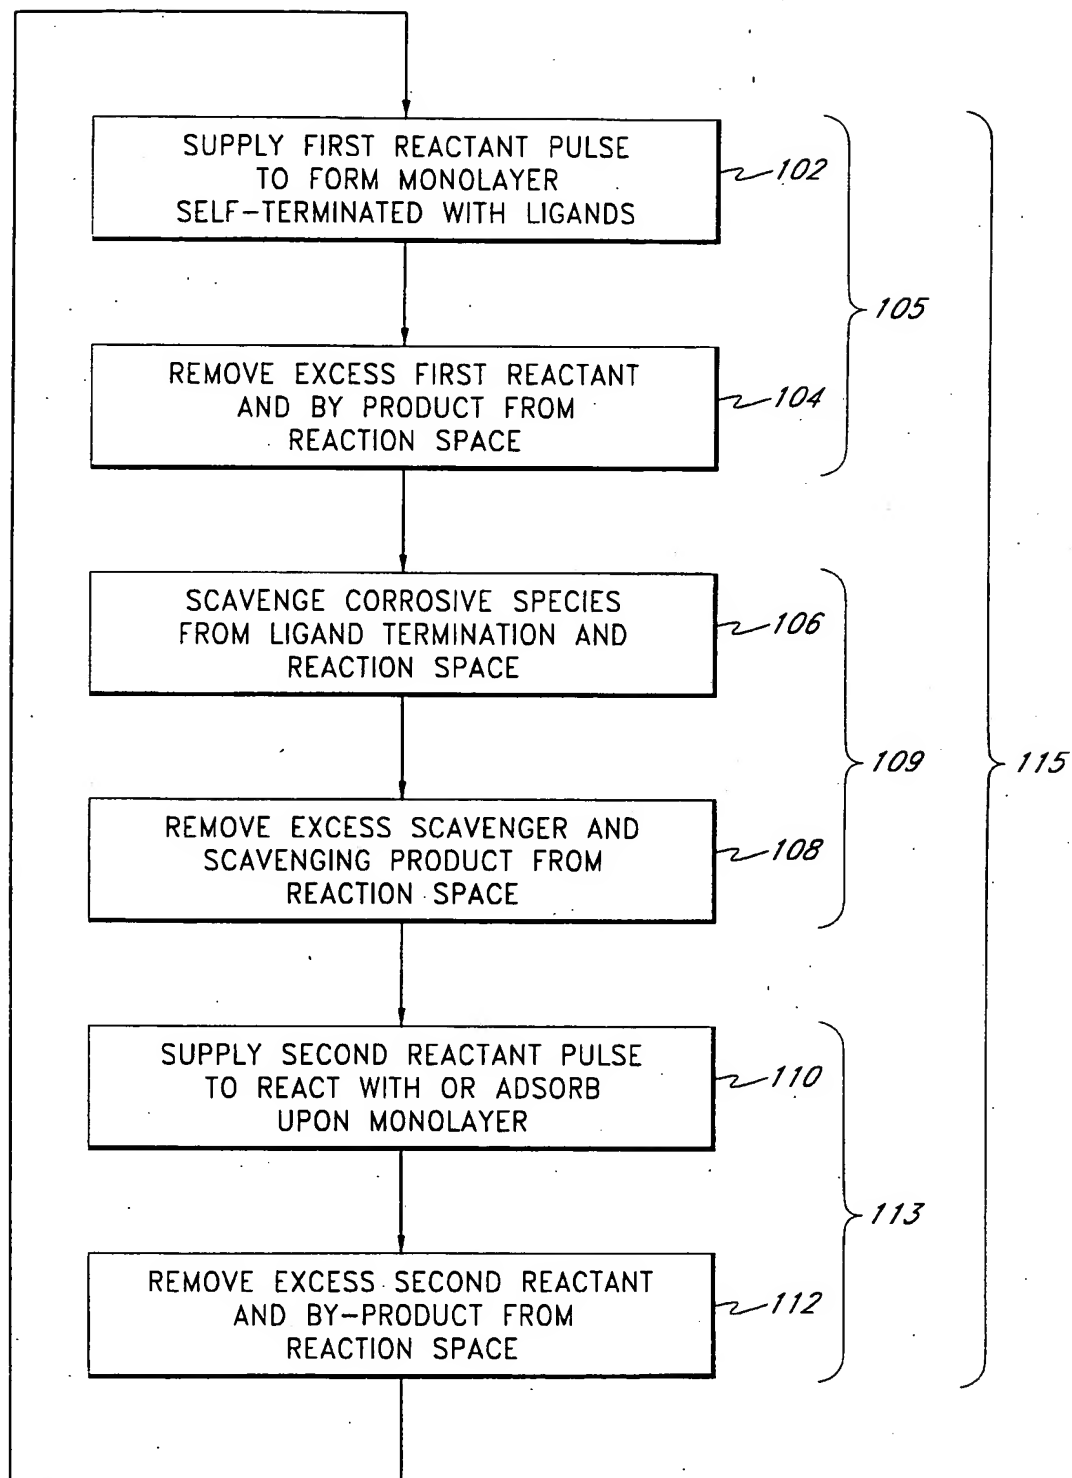 SUPPLY FIRST REACTANT PULSE
TO FORM MONOLAYER
SELF-TERMINATED WITH LIGANDS
102
105
REMOVE EXCESS FIRST REACTANT
AND BY PRODUCT FROM
REACTION SPACE
104
SCAVENGE CORROSIVE SPECIES
FROM LIGAND TERMINATION AND
REACTION SPACE
106
109
115
REMOVE EXCESS SCAVENGER AND
SCAVENGING PRODUCT FROM
REACTION SPACE
108
SUPPLY SECOND REACTANT PULSE
TO REACT WITH OR ADSORB
UPON MONOLAYER
110
113
REMOVE EXCESS SECOND REACTANT
AND BY-PRODUCT FROM
REACTION SPACE
112